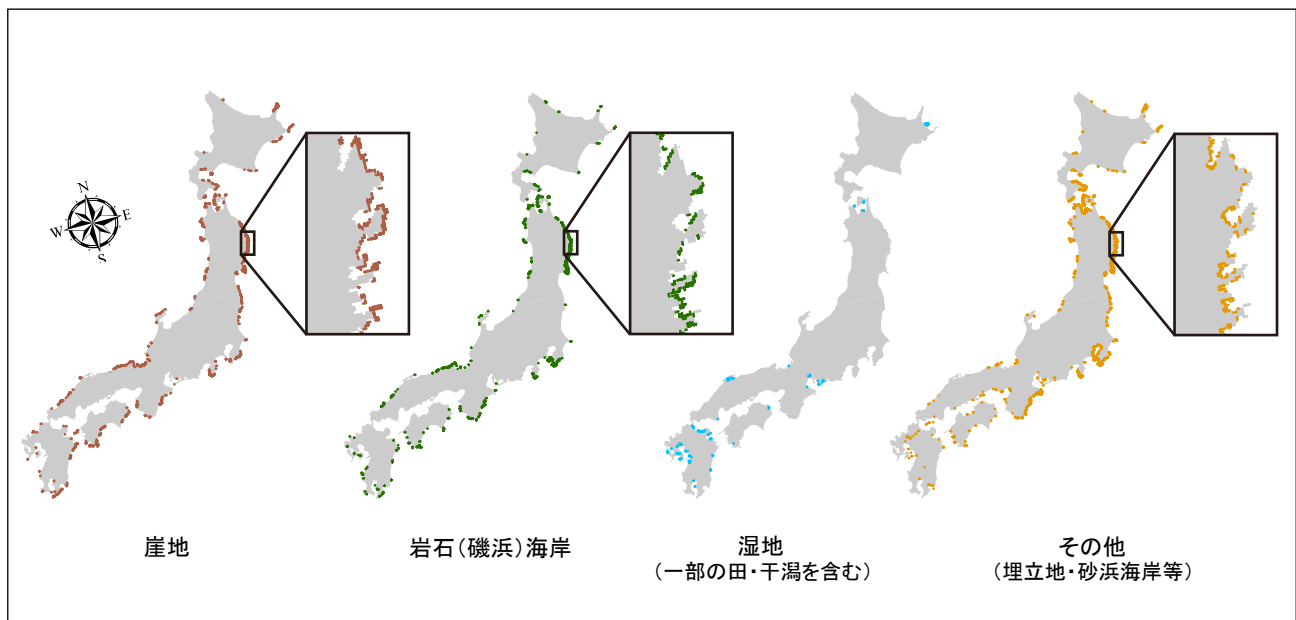 N
W
E
S
崖地
岩石(磯浜)海岸
湿地
(一部の田・干潟を含む)
その他
(埋立地・砂浜海岸等)